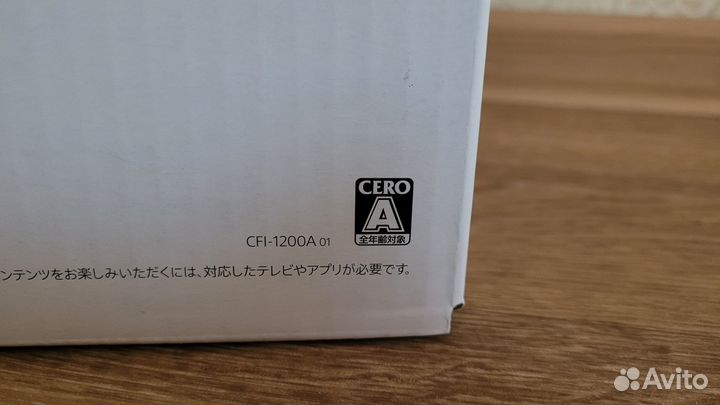 CERO
A
全年齢対象
CFI-1200A 01
ンテンツをお楽しみいただくには、対応したテレビやアプリが必要です。
Avito